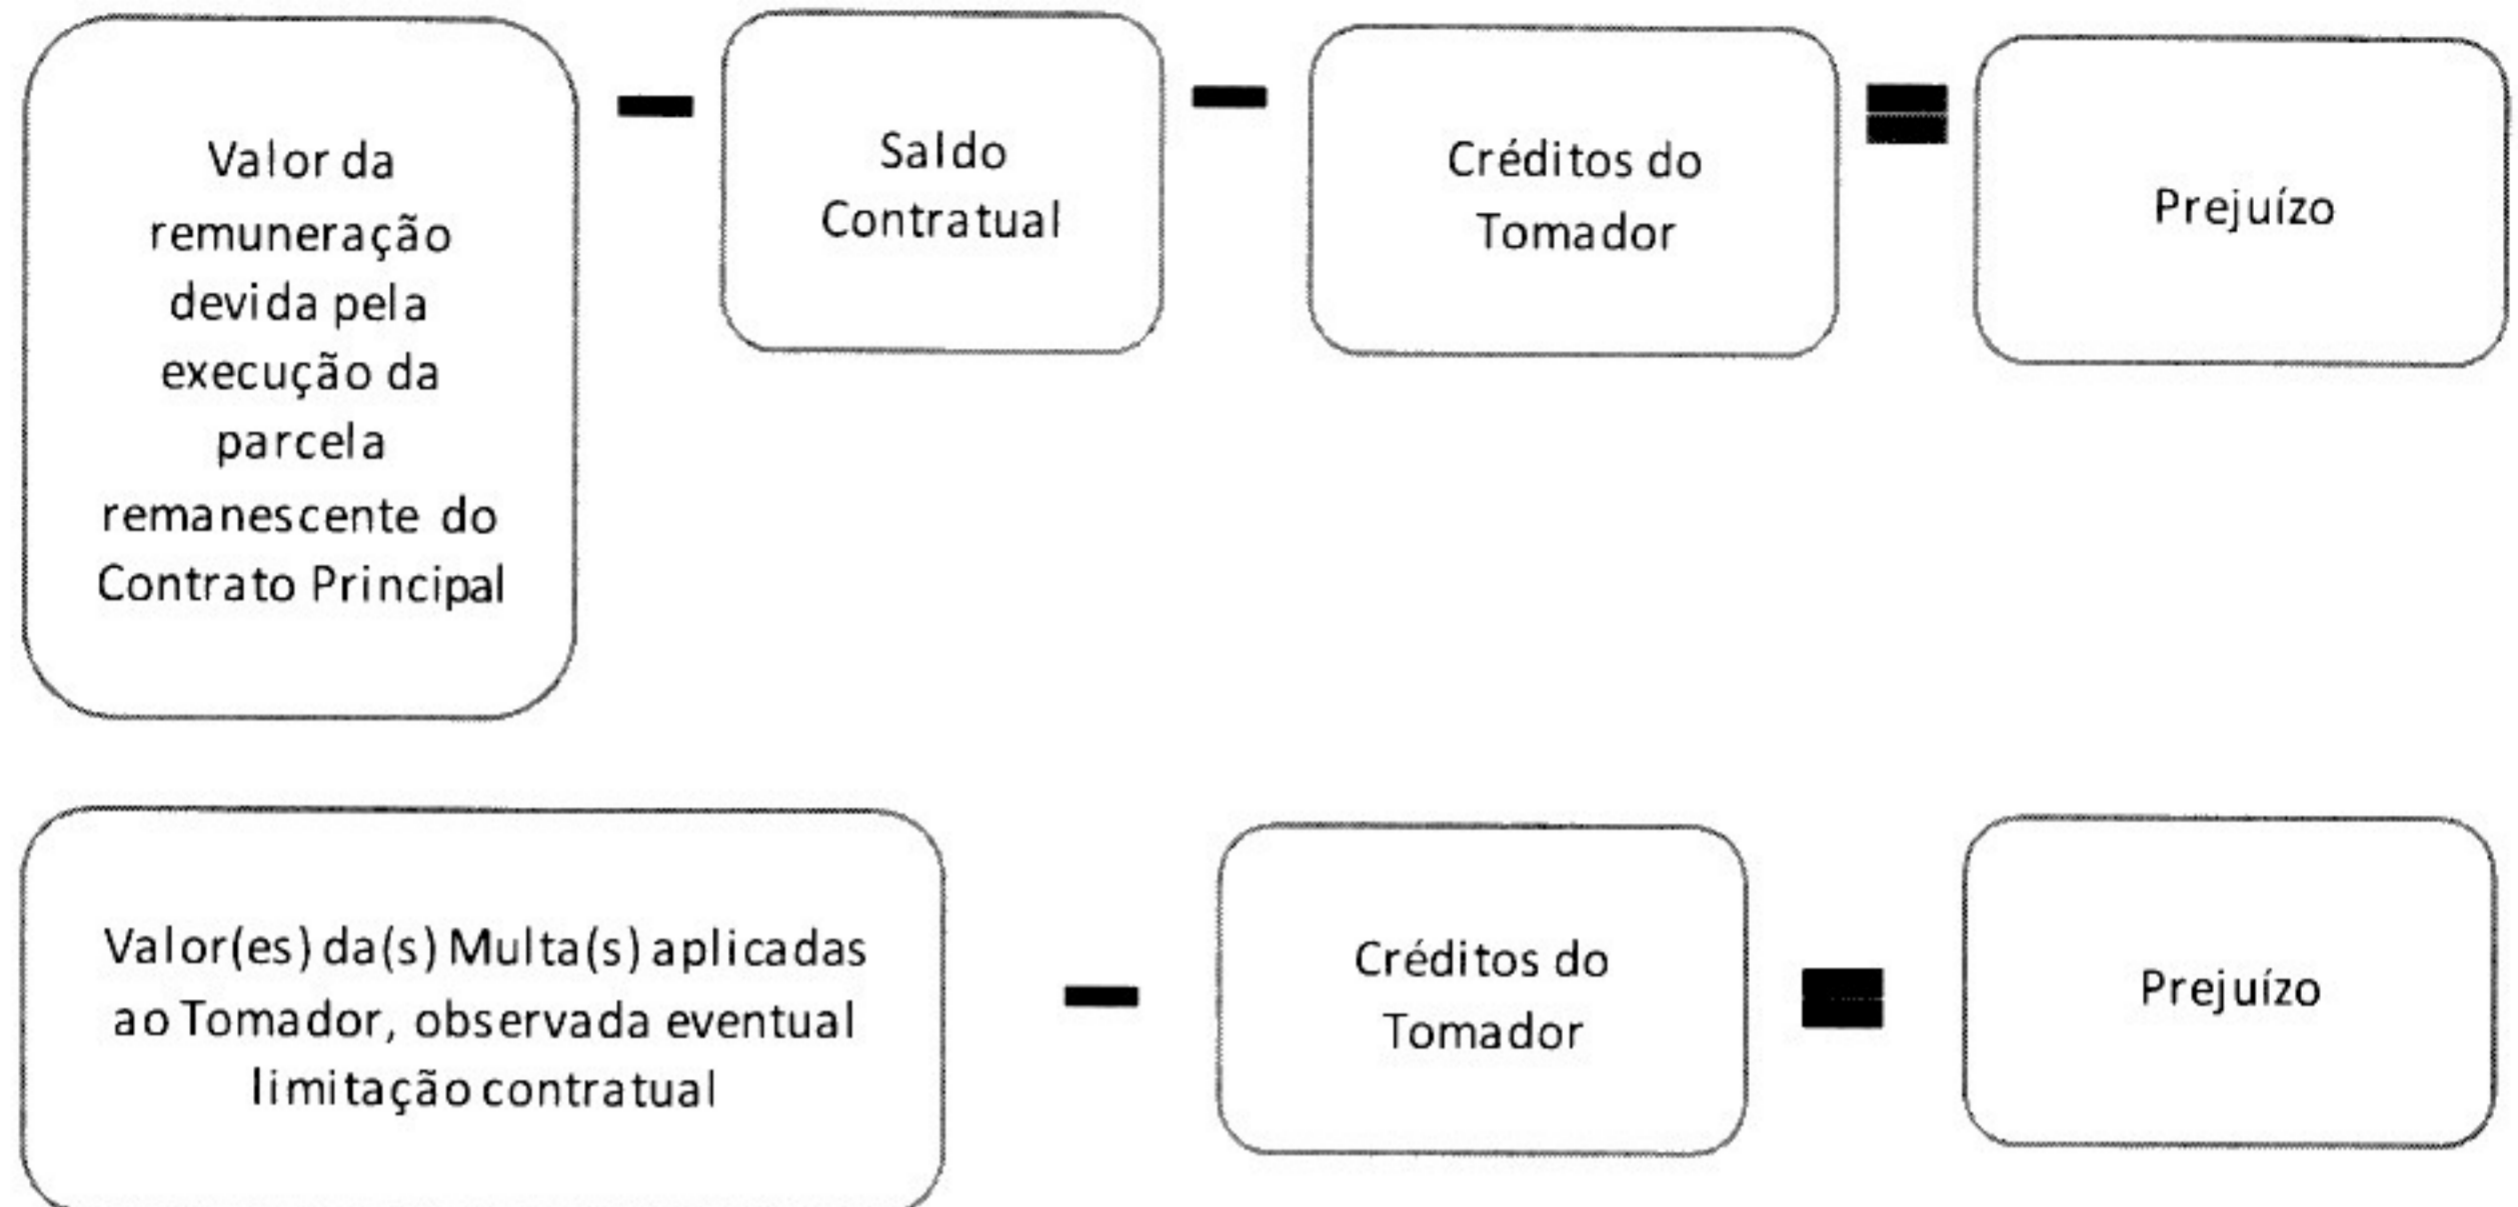 Valor da
remuneração
devida pela
execução da
parcela
remanescente do
Contrato Principal
Saldo
Contratual
Créditos do
Tomador
Prejuízo
Valor(es) da(s) Multa(s) aplicadas
ao Tomador, observada eventual
limitação contratual
Créditos do
Tomador
Prejuízo